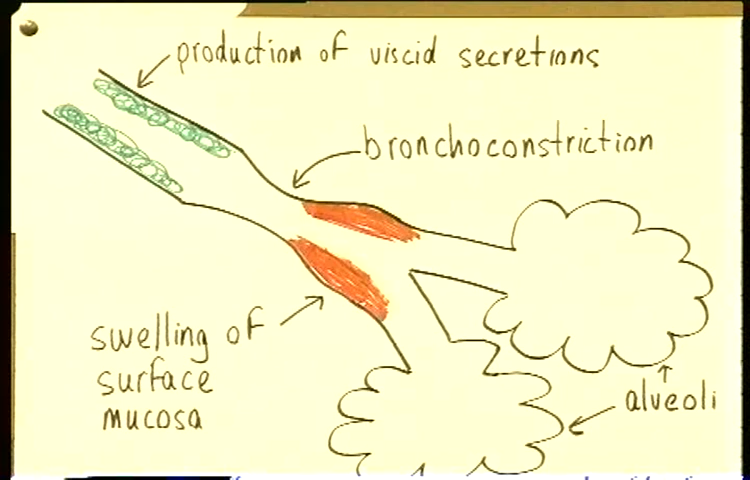 production of viscid secretions
bronchoconstriction
swelling of
surface
mucosa
alveoli